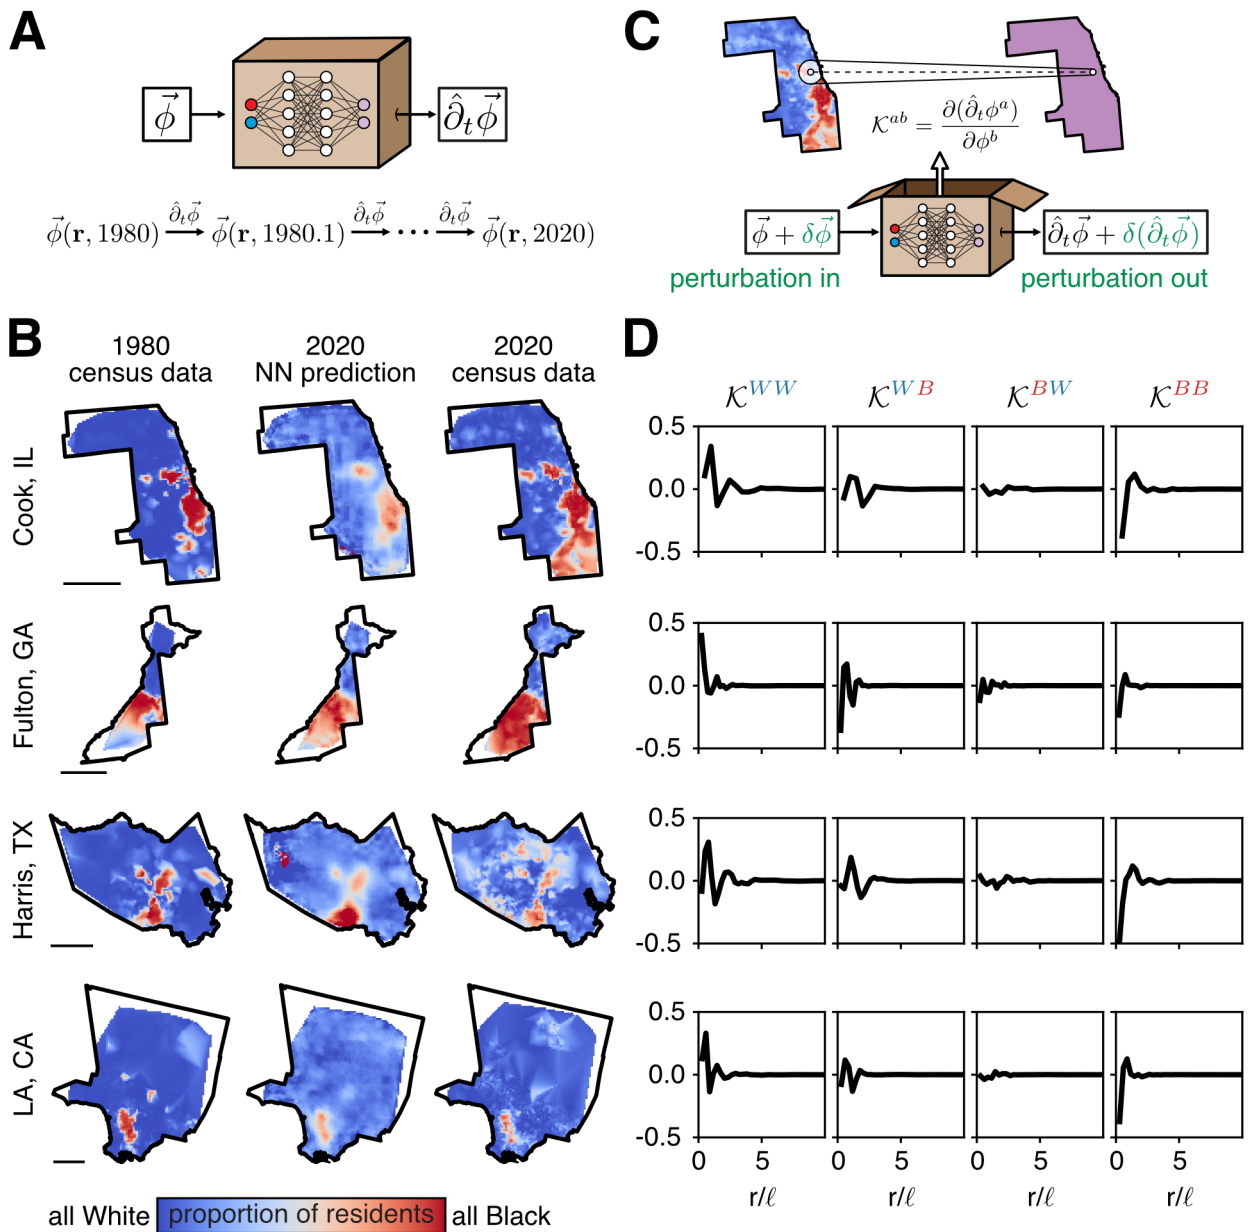 A
ϕ⃗
∂̂ₜϕ⃗
ϕ⃗(r, 1980) ∂̂ₜϕ⃗→ ϕ⃗(r, 1980.1) ∂̂ₜϕ⃗→ ··· ∂̂ₜϕ⃗→ ϕ⃗(r, 2020)
C
𝒦ᵃᵇ = ∂(∂̂ₜϕᵃ) / ∂ϕᵇ
ϕ⃗ + δϕ⃗
∂̂ₜϕ⃗ + δ(∂̂ₜϕ⃗)
perturbation in
perturbation out
B
1980
census data
2020
NN prediction
2020
census data
Cook, IL
Fulton, GA
Harris, TX
LA, CA
all White
proportion of residents
all Black
D
𝒦^WW
𝒦^WB
𝒦^BW
𝒦^BB
0.5
0.0
-0.5
0.5
0.0
-0.5
0.5
0.0
-0.5
0.5
0.0
-0.5
0 5
0 5
0 5
0 5
r/ℓ
r/ℓ
r/ℓ
r/ℓ